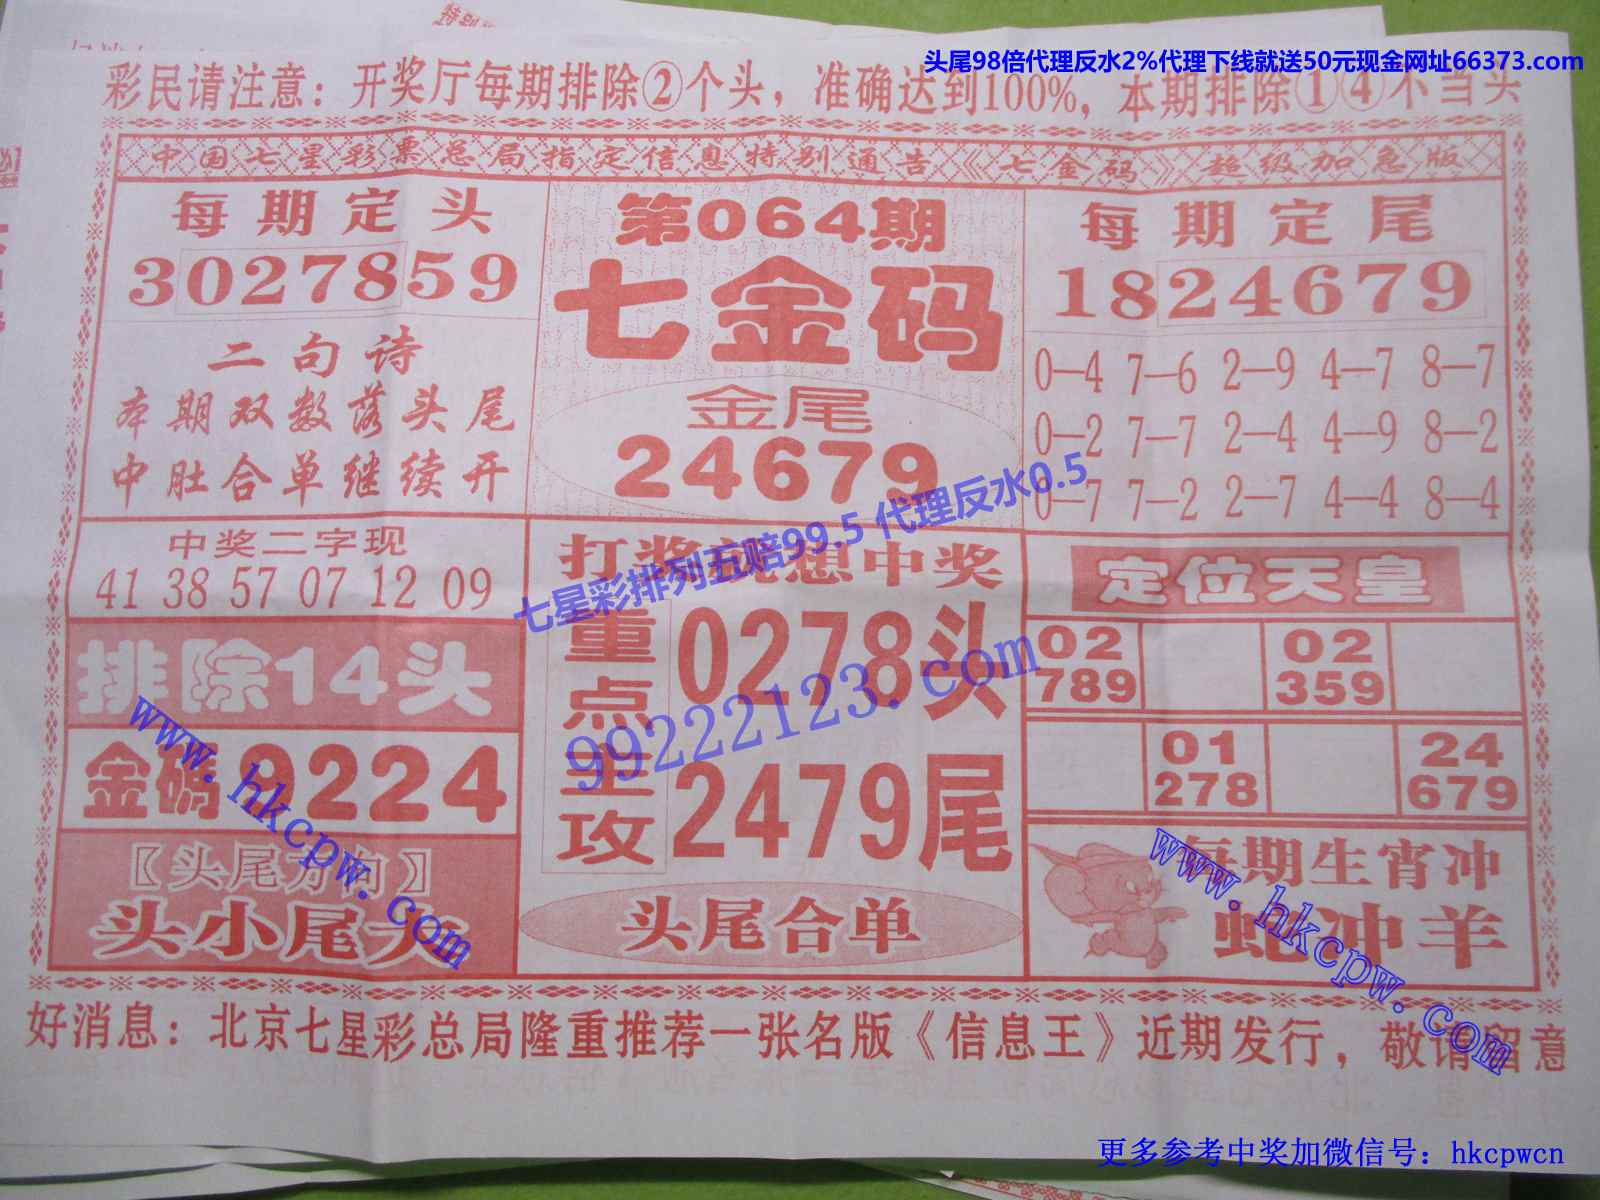 头尾98倍代理反水2%代理下线就送50元现金网址66373.com
彩民请注意：开奖厅每期排除②个头，准确达到100%，本期排除①④不当头
中国七星彩票总局指定信息特别通告《七金码》超级加急版
每期定头
3027859
二句诗
本期双数落头尾
中肚合单继续开
第064期
七金码
金尾
24679
每期定尾
1824679
0—4 7—6 2—9 4—7 8—7
0—2 7—7 2—4 4—9 8—2
0—7 7—2 2—7 4—4 8—4
中奖二字现
41 38 57 07 12 09
排除14头
金碼9224
〖头尾方向〗
头小尾大
打奖就想中奖
重点主攻
0278头
2479尾
头尾合单
定位天皇
02 02
789 359
01 24
278 679
每期生宵冲
蛇冲羊
好消息：北京七星彩总局隆重推荐一张名版《信息王》近期发行，敬请留意
七星彩排列五赔99.5 代理反水0.5
99222123.com
www.hkcpw.com
www.hkcpw.com
更多参考中奖加微信号：hkcpwcn